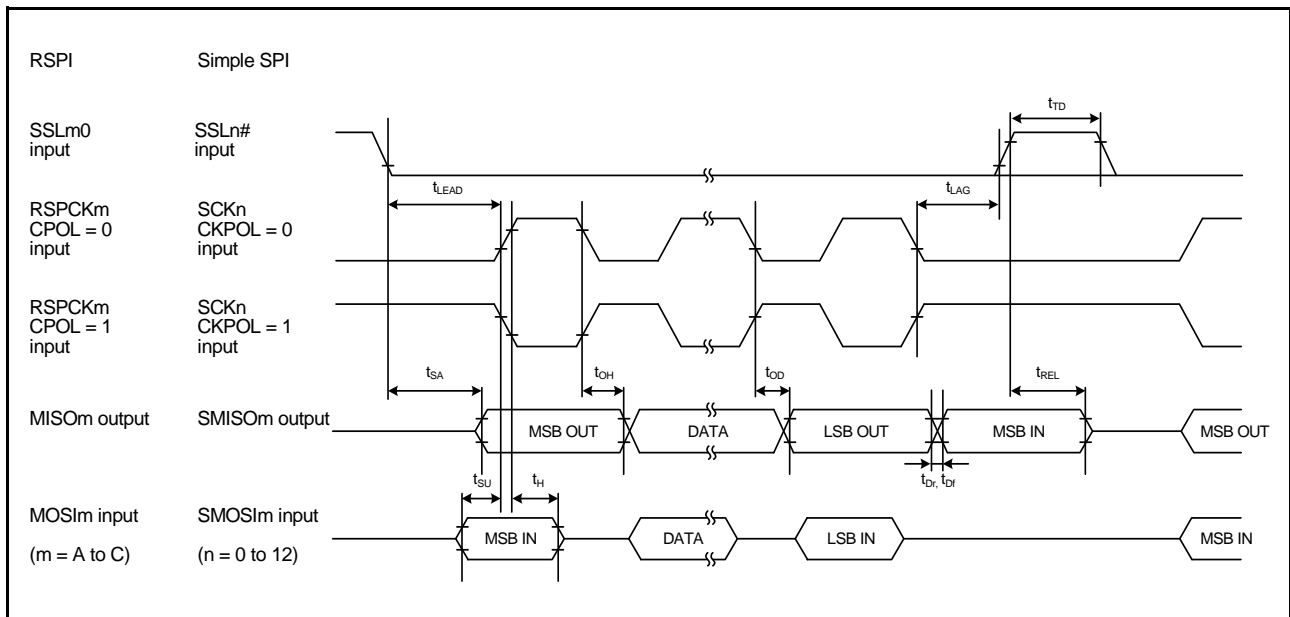 RSPI Simple SPI
tTD
SSLm0 SSLn#
input input
tLEAD tLAG
RSPCKm SCKn
CPOL = 0 CKPOL = 0
input input
RSPCKm SCKn
CPOL = 1 CKPOL = 1
input input
tSA tOH tOD tREL
MISOm output SMISOm output MSB OUT DATA LSB OUT MSB IN MSB OUT
tSU tH tDr, tDf
MOSIm input SMOSIm input MSB IN DATA LSB IN MSB IN
(m = A to C) (n = 0 to 12)